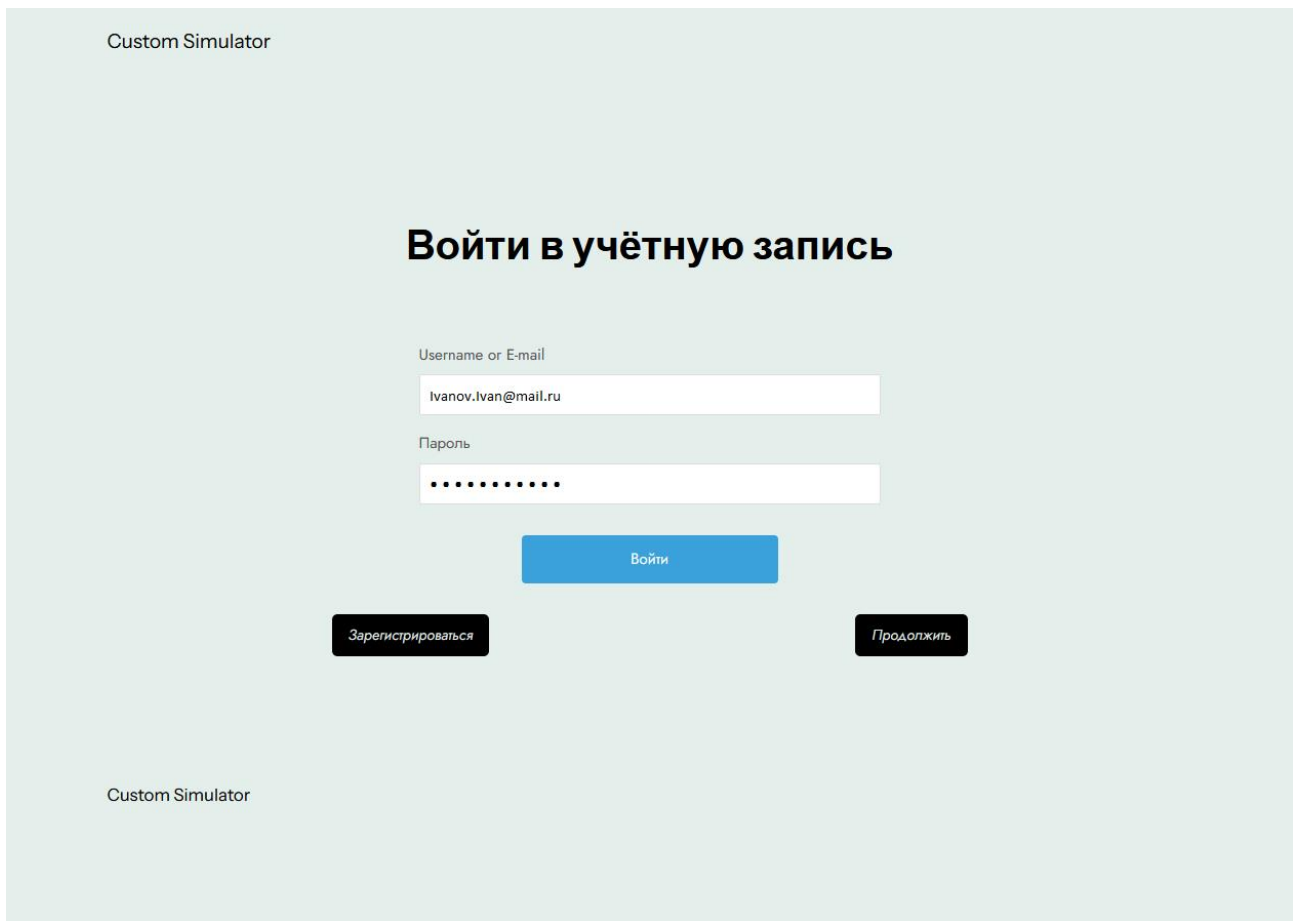 Custom Simulator
Войти в учётную запись
Username or E-mail
Ivanov.Ivan@mail.ru
Пароль
•••••••••••
Войти
Зарегистрироваться
Продолжить
Custom Simulator